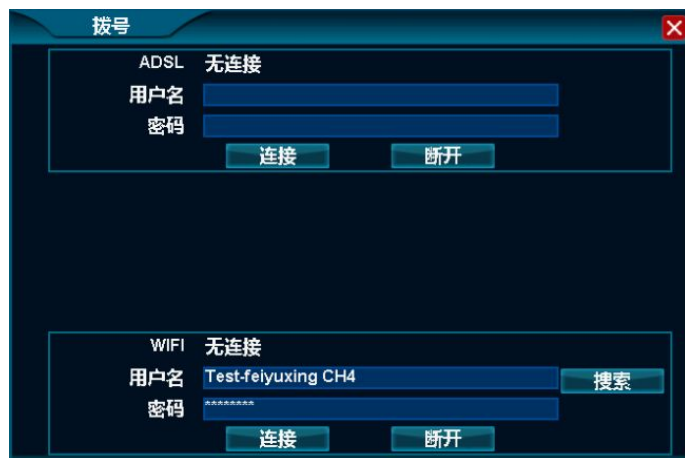 拨号
ADSL 无连接
用户名
密码
连接 断开
WIFI 无连接
用户名 Test-feiyuxing CH4 搜索
密码 ********
连接 断开